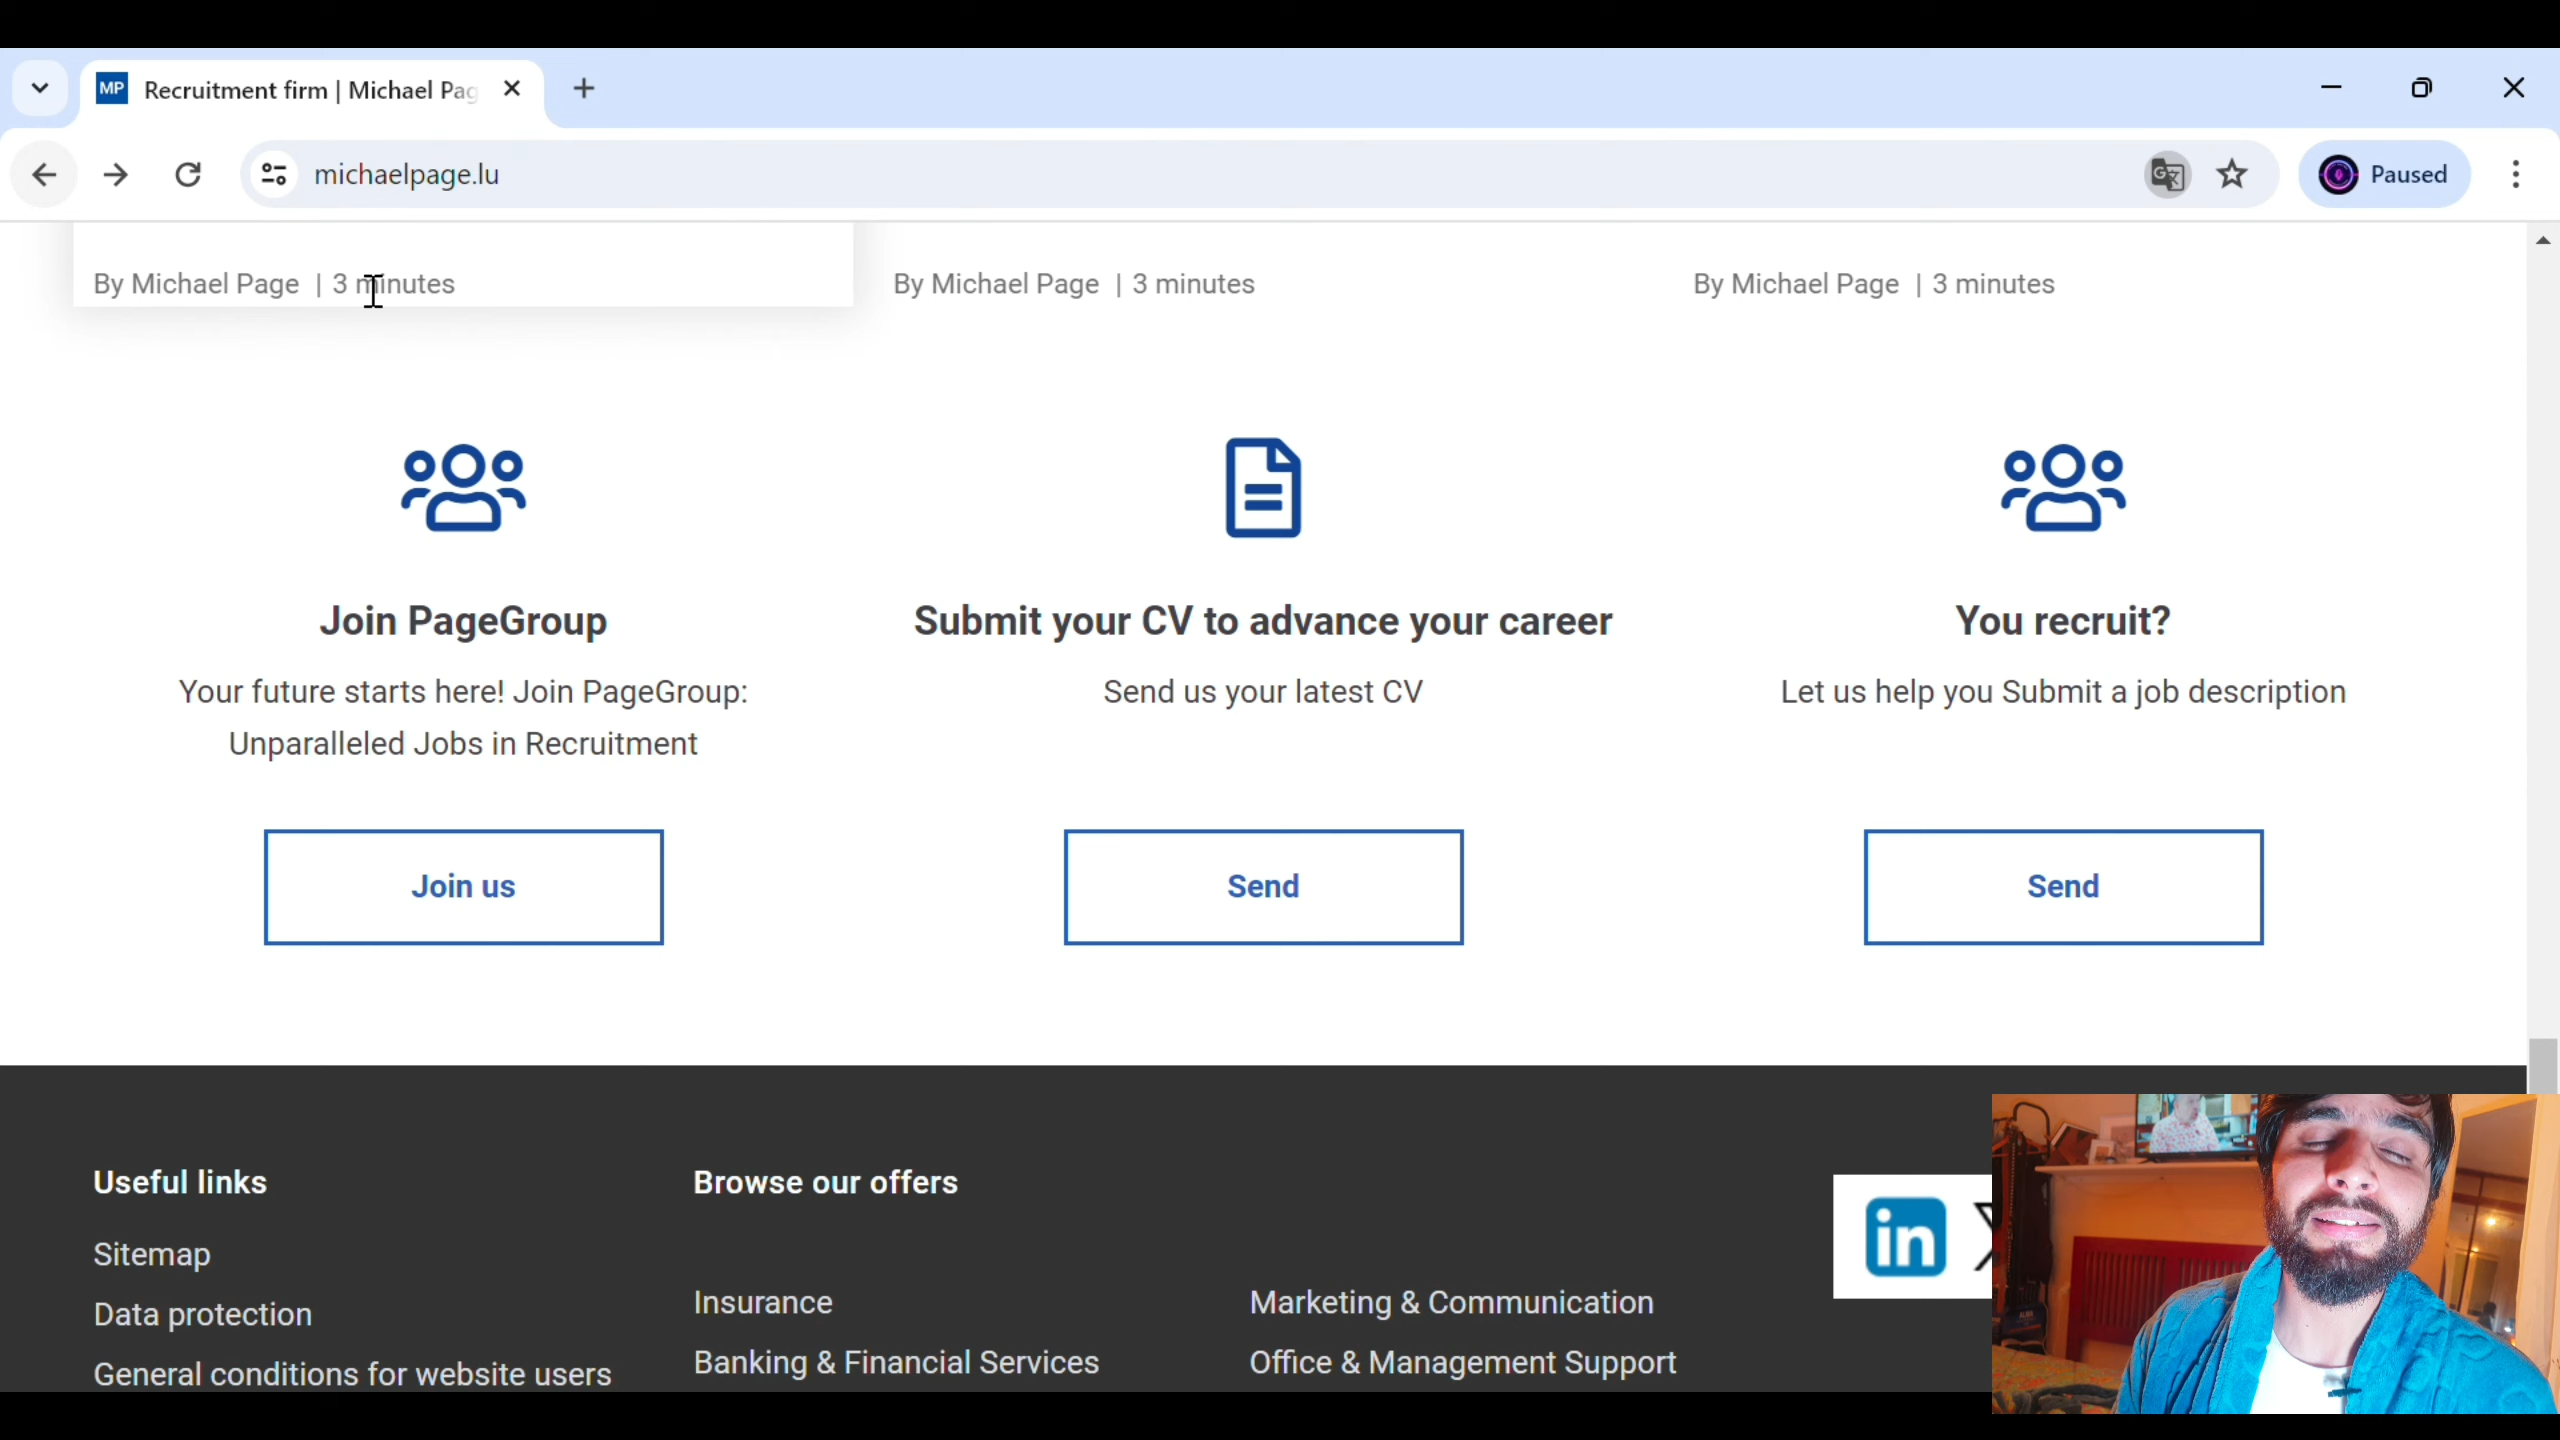 MP Recruitment firm | Michael Pag
michaelpage.lu
Paused
By Michael Page | 3 minutes
By Michael Page | 3 minutes
By Michael Page | 3 minutes
Join PageGroup
Your future starts here! Join PageGroup:
Unparalleled Jobs in Recruitment
Join us
Submit your CV to advance your career
Send us your latest CV
Send
You recruit?
Let us help you Submit a job description
Send
Useful links
Sitemap
Data protection
General conditions for website users
Browse our offers
Insurance
Banking & Financial Services
Marketing & Communication
Office & Management Support
in